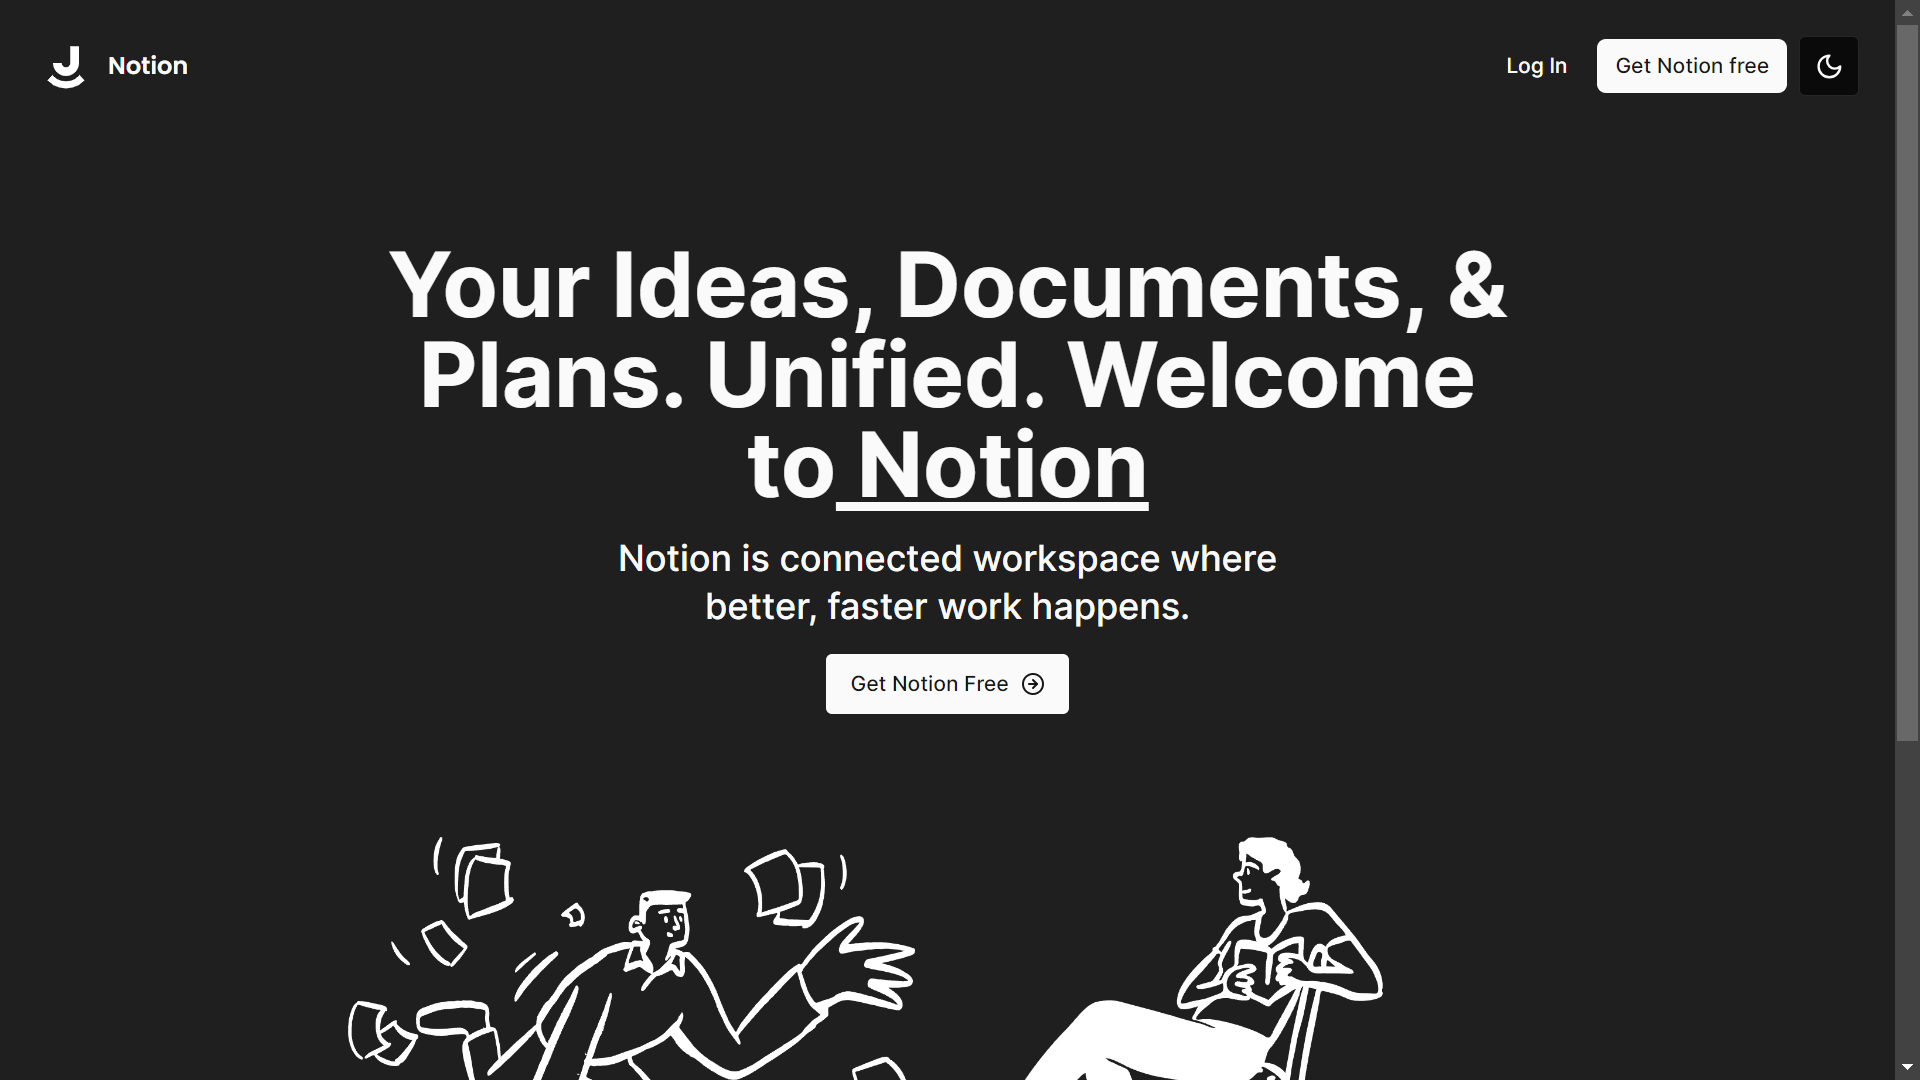 Notion
Log In
Get Notion free
Your Ideas, Documents, &
Plans. Unified. Welcome
to Notion
Notion is connected workspace where
better, faster work happens.
Get Notion Free